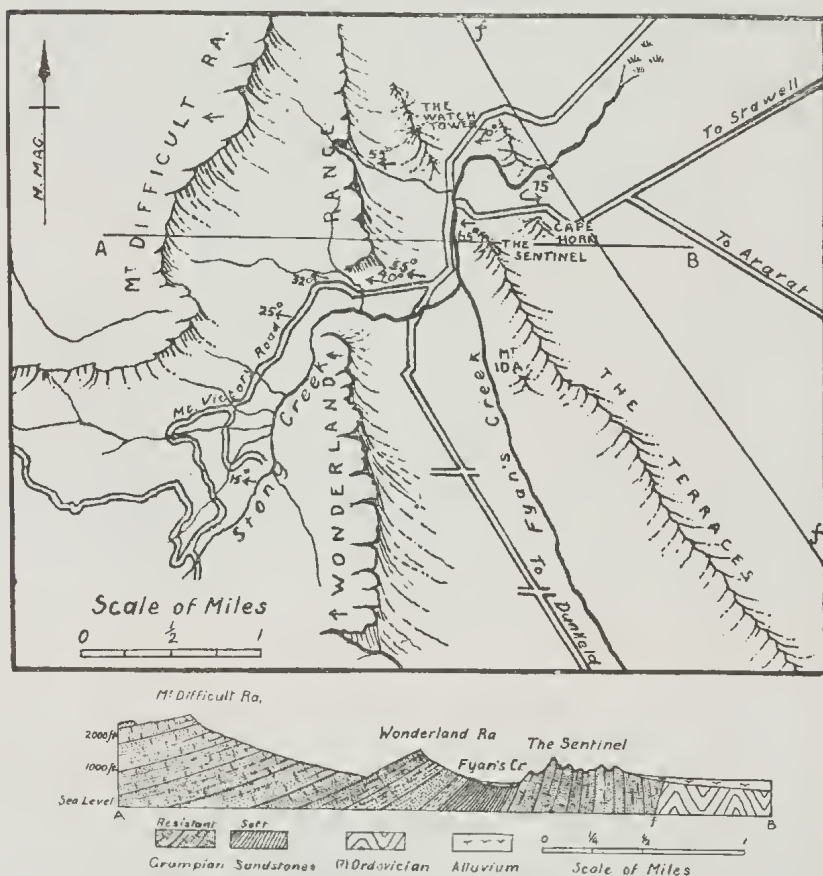 N. MAG.
Mt DIFFICULT RA.
WONDERLAND RANGE
THE
WATCH
TOWER
f
70°
55°
75°
To Stawell
To Ararat
CAPE
HORN
65°
THE
SENTINEL
A
B
55°
70°
32°
25°
Mt. Victory Road
Stony Creek
15°
MT
IDA
THE TERRACES
Fyan's Creek
To Dunkeld
f
Scale of Miles
0 ½ 1
Mt Difficult Ra,
Wonderland Ra
Fyan's Cr
The Sentinel
2000ft
1000ft
Sea Level
A
f
B
Resistant Soft
Grampian Sandstones
(?) Ordovician
Alluvium
0 ¼ ½ 1
Scale of Miles